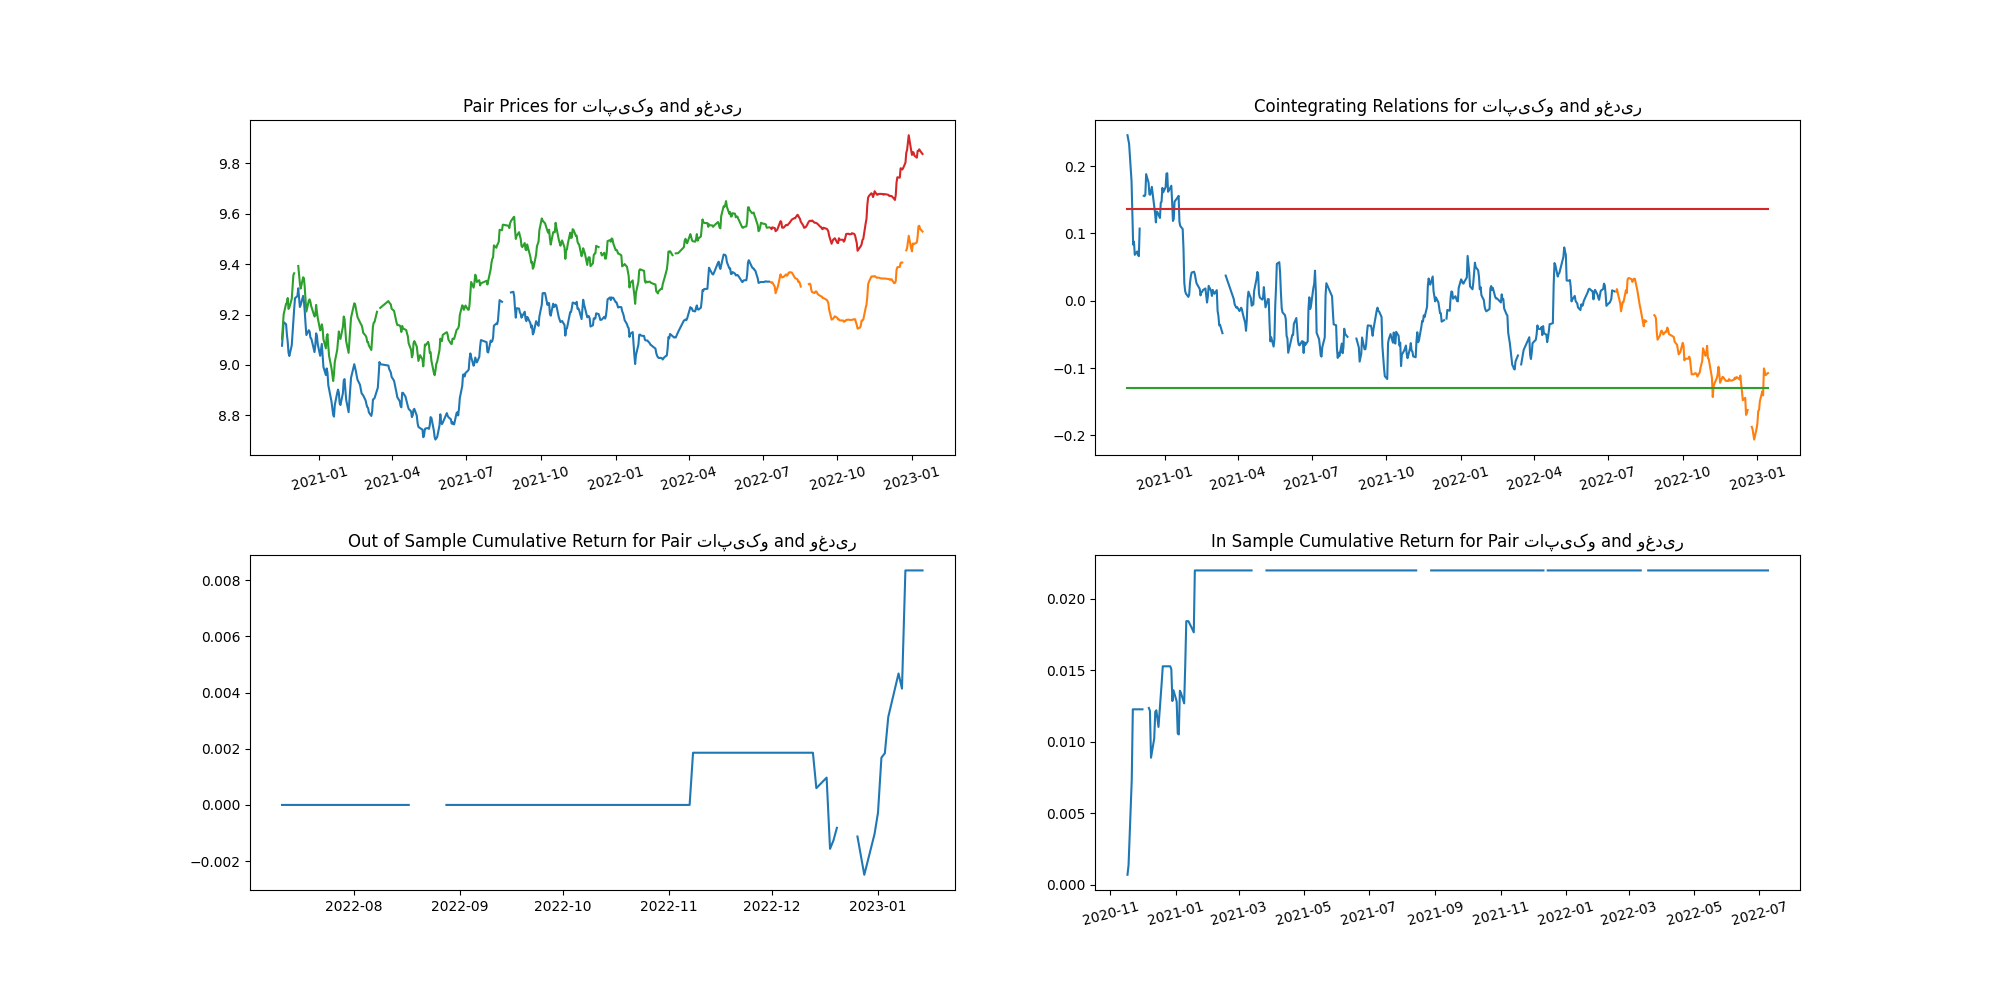 Pair Prices for تاپیکو and وغدیر
9.8
9.6
9.4
9.2
9.0
8.8
2021-01 2021-04 2021-07 2021-10 2022-01 2022-04 2022-07 2022-10 2023-01
Cointegrating Relations for تاپیکو and وغدیر
0.2
0.1
0.0
−0.1
−0.2
2021-01 2021-04 2021-07 2021-10 2022-01 2022-04 2022-07 2022-10 2023-01
Out of Sample Cumulative Return for Pair تاپیکو and وغدیر
0.008
0.006
0.004
0.002
0.000
−0.002
2022-08 2022-09 2022-10 2022-11 2022-12 2023-01
In Sample Cumulative Return for Pair تاپیکو and وغدیر
0.020
0.015
0.010
0.005
0.000
2020-11 2021-01 2021-03 2021-05 2021-07 2021-09 2021-11 2022-01 2022-03 2022-05 2022-07